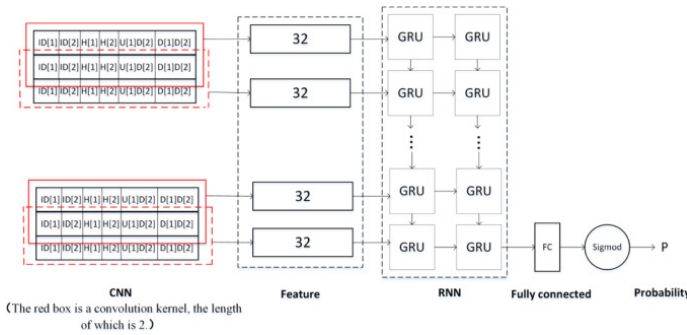 ID[1] ID[2] H[1] H[2] U[1]D[2] D[1]D[2]
ID[1] ID[2] H[1] H[2] U[1]D[2] D[1]D[2]
ID[1] ID[2] H[1] H[2] U[1]D[2] D[1]D[2]
32
32
GRU GRU
GRU GRU
ID[1] ID[2] H[1] H[2] U[1]D[2] D[1]D[2]
ID[1] ID[2] H[1] H[2] U[1]D[2] D[1]D[2]
ID[1] ID[2] H[1] H[2] U[1]D[2] D[1]D[2]
32
32
GRU GRU
GRU GRU
FC
Sigmod
P
CNN
(The red box is a convolution kernel, the length
of which is 2.)
Feature
RNN
Fully connected
Probability